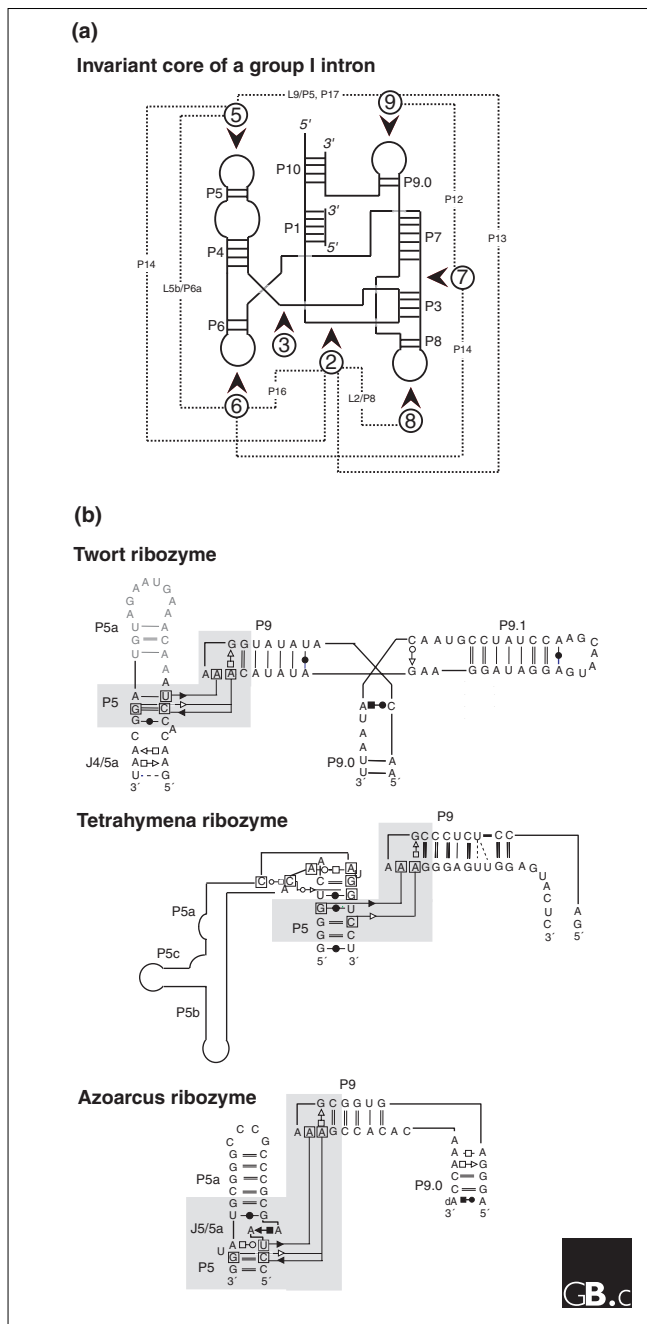 (a)
Invariant core of a group I intron
L9/P5, P17
5
9
5'
3'
P10
P5
P9.0
P12
P1
3'
5'
P7
P4
P14
P13
L5b/P6a
7
P3
P6
3
2
P8
P14
P16
L2/P8
6
8
(b)
Twort ribozyme
P5a
P9
P9.1
G G U A U A U A
A A A C A U A U A
C A A U G C C U A U C C A A G C A A U
G A A G G A U A G G A G
P5
J4/5a
P9.0
3´ 5´
3´ 5´
Tetrahymena ribozyme
P9
G C C C U C U C C
A A A G G G A G U U G G A G U A C U C
P5a
P5
P5c
P5b
5´ 3´
3´ 5´
Azoarcus ribozyme
P9
G C G G U G
A A A G C C A C A C
P5a
J5/5a
P5
P9.0
dA
3´ 5´
3´ 5´
GB.c